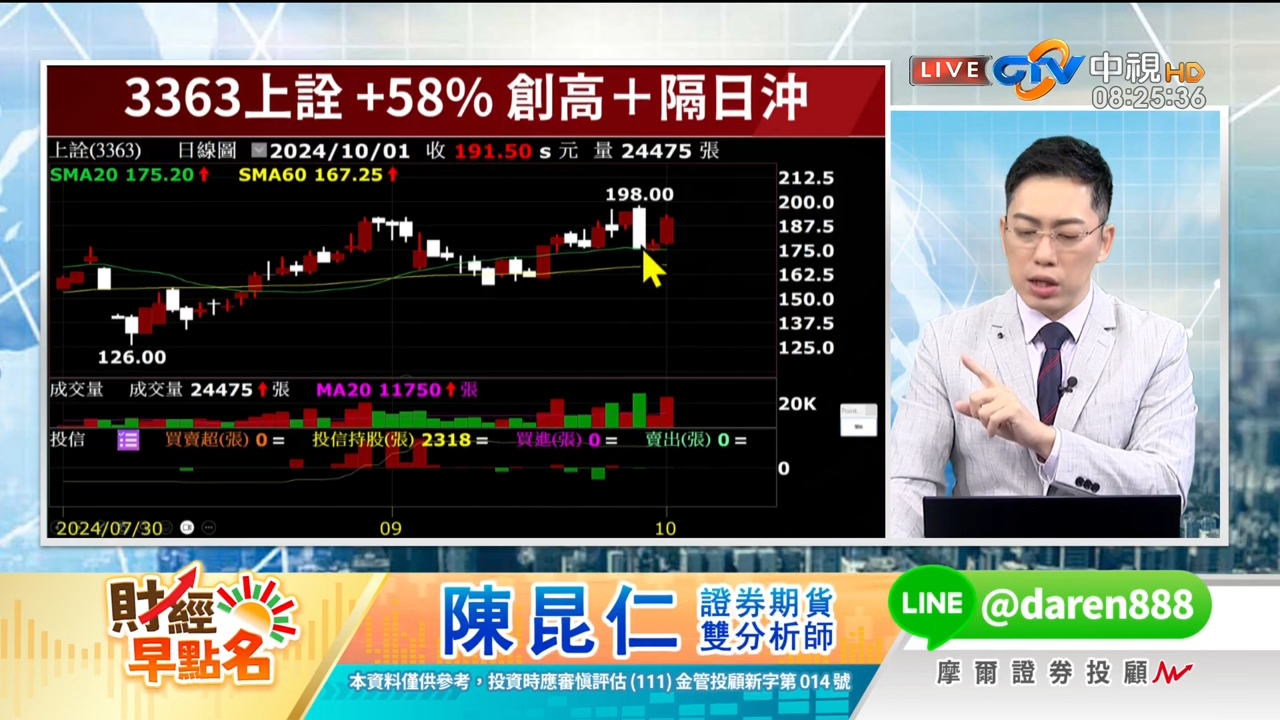 3363上詮 +58% 創高＋隔日沖
上詮(3363) 日線圖 2024/10/01 收 191.50 s 元 量 24475 張
SMA20 175.20 SMA60 167.25
212.5
198.00
200.0
187.5
175.0
162.5
150.0
137.5
126.00
125.0
成交量 成交量 24475 張 MA20 11750 張
20K
Point...
投信 買賣超(張) 0 = 投信持股(張) 2318 = 買進(張) 0 = 賣出(張) 0 =
0
2024/07/30 09 10
LIVE CTV 中視HD
08:25:36
財經早點名
陳昆仁 證券期貨雙分析師
本資料僅供參考，投資時應審慎評估 (111) 金管投顧新字第 014 號
LINE @daren888
摩爾證券投顧